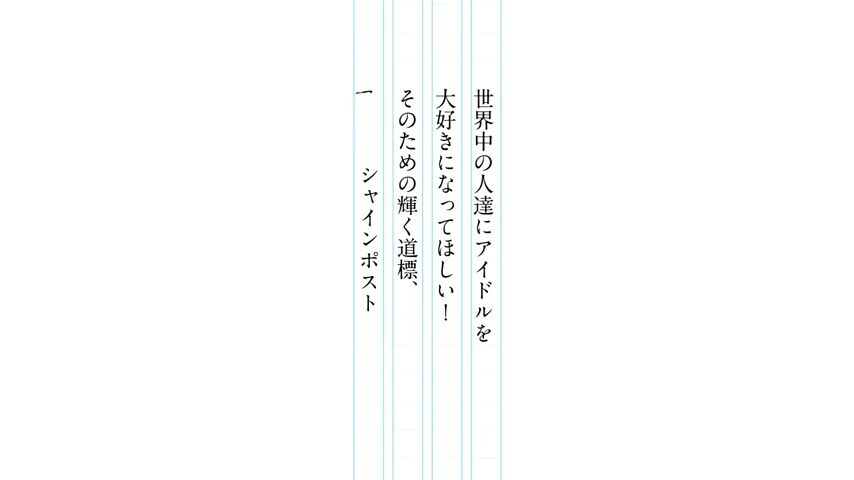 世界中の人達にアイドルを
大好きになってほしい！
そのための輝く道標、
一　　シャインポスト